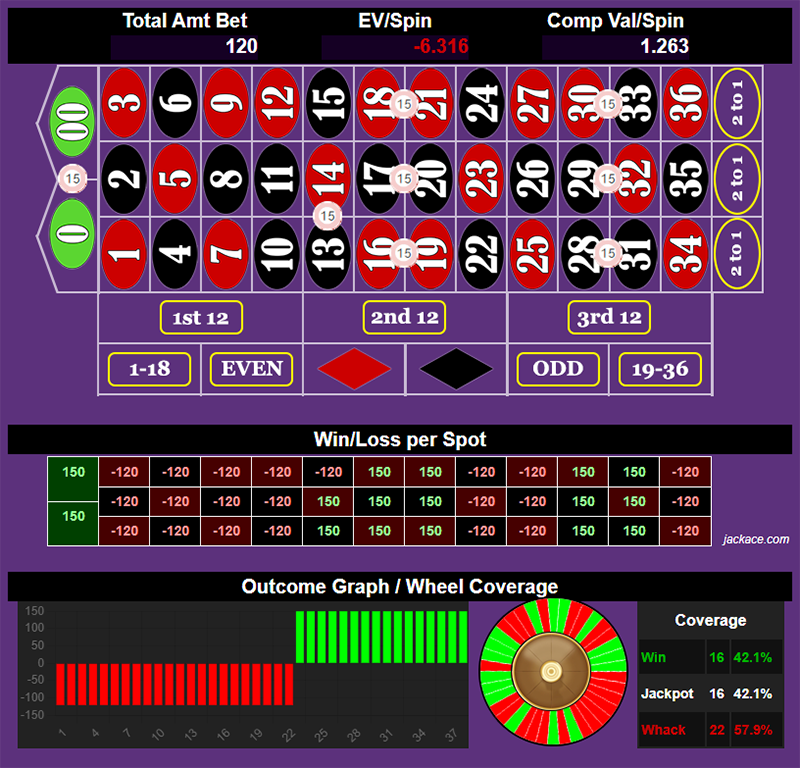 Total Amt Bet EV/Spin Comp Val/Spin
120 -6.316 1.263
00 3 6 9 12 15 18 15 21 24 27 30 15 33 36 2 to 1
15 2 5 8 11 14 17 15 20 23 26 29 15 32 35 2 to 1
15
0 1 4 7 10 13 16 15 19 22 25 28 15 31 34 2 to 1
1st 12 2nd 12 3rd 12
1-18 EVEN ODD 19-36
Win/Loss per Spot
150 -120 -120 -120 -120 -120 150 150 -120 -120 150 150 -120
-120 -120 -120 -120 150 150 150 -120 -120 150 150 -120
150 -120 -120 -120 -120 150 150 150 -120 -120 150 150 -120
jackace.com
Outcome Graph / Wheel Coverage
150
100
50
0
-50
-100
-150
1 4 7 10 13 16 19 22 25 28 31 34 37
Coverage
Win 16 42.1%
Jackpot 16 42.1%
Whack 22 57.9%